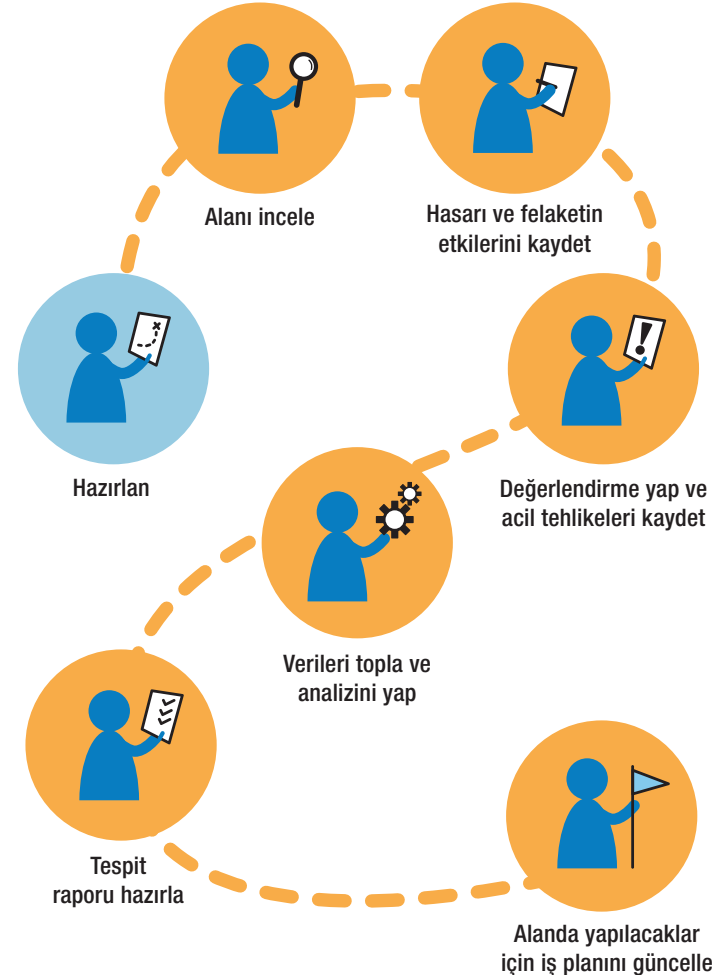 Hazırlan
Alanı incele
Hasarı ve felaketin
etkilerini kaydet
Değerlendirme yap ve
acil tehlikeleri kaydet
Verileri topla ve
analizini yap
Tespit
raporu hazırla
Alanda yapılacaklar
için iş planını güncelle